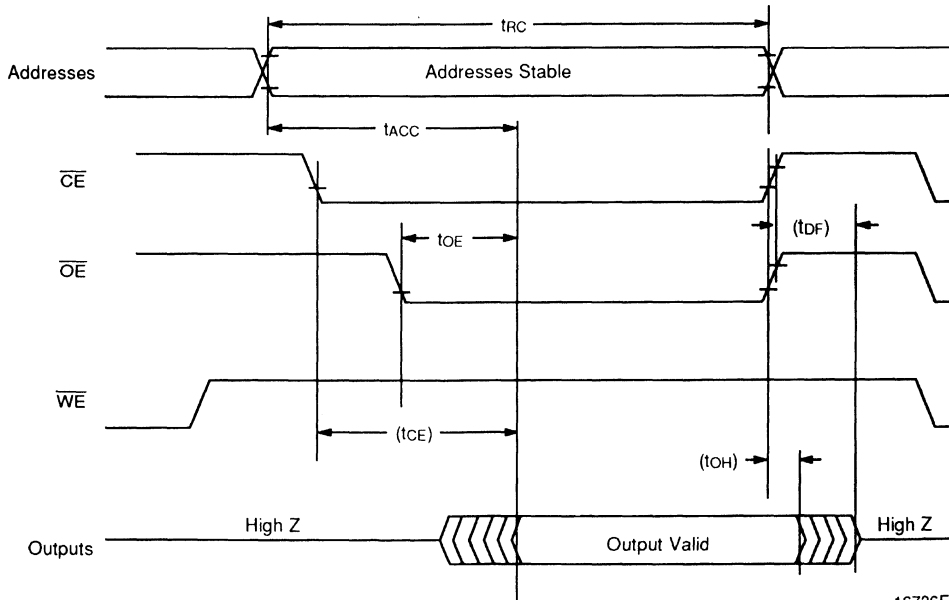 tRC
Addresses
Addresses Stable
tACC
CE
(tDF)
tOE
OE
WE
(tCE)
(tOH)
High Z
High Z
Outputs
Output Valid